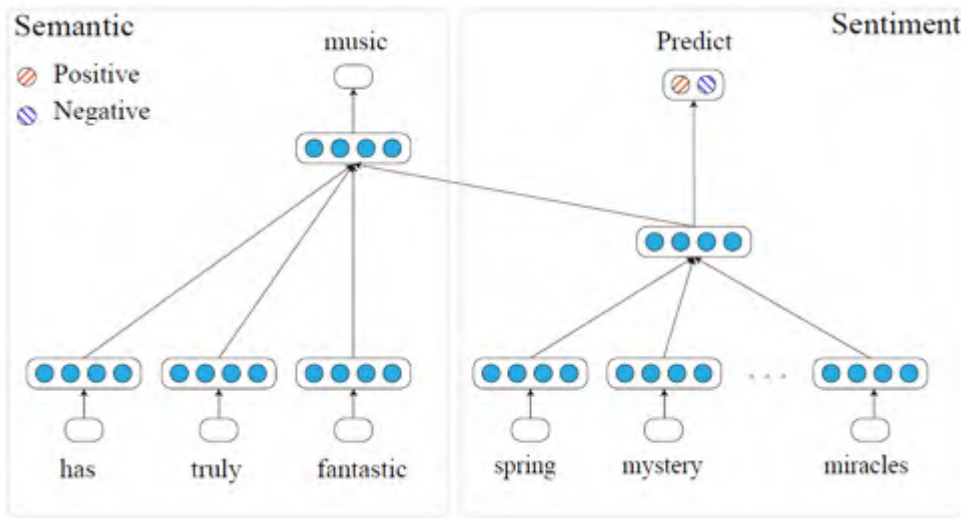 Semantic
Sentiment
music
Predict
Positive
Negative
has
truly
fantastic
spring
mystery
. . .
miracles